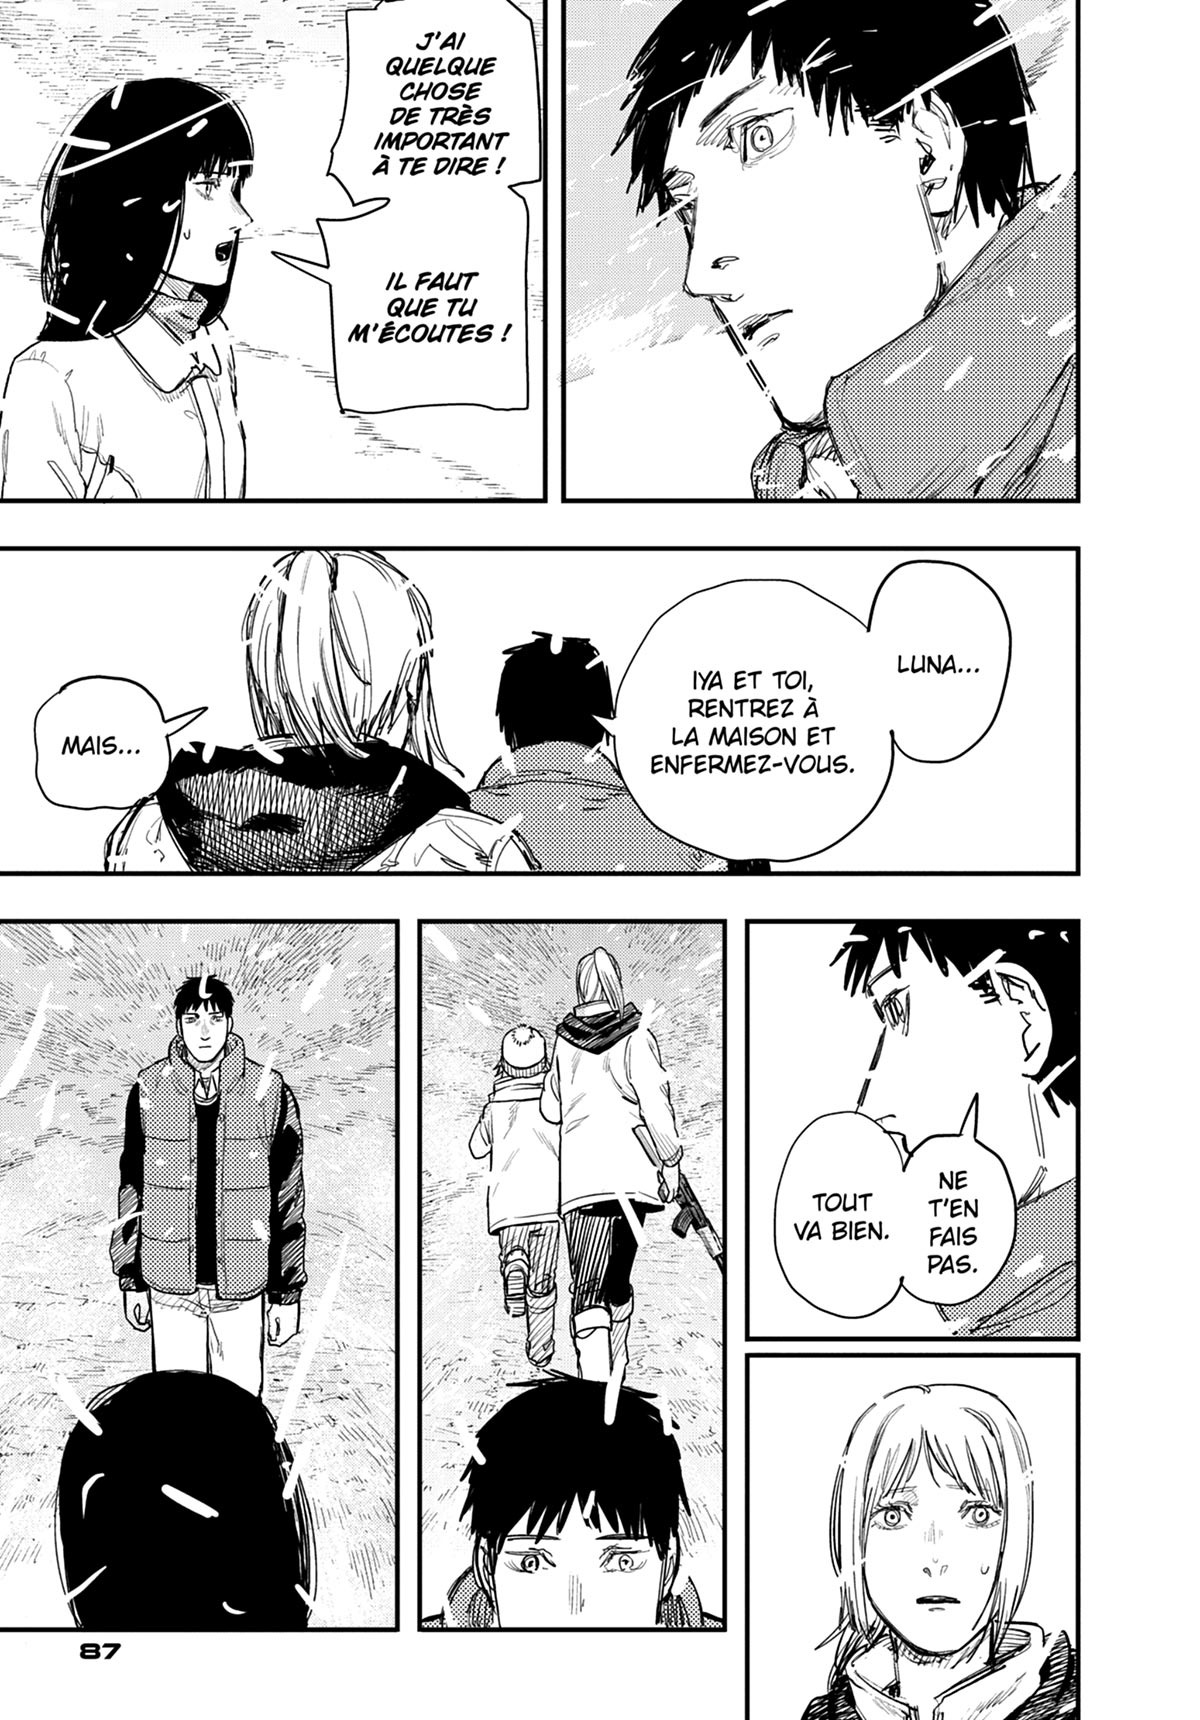 J'AI
QUELQUE
CHOSE
DE TRÈS
IMPORTANT
À TE DIRE !
IL FAUT
QUE TU
M'ÉCOUTES !
LUNA...
IYA ET TOI,
RENTREZ À
LA MAISON ET
ENFERMEZ-VOUS.
MAIS...
NE
T'EN
FAIS
PAS.
TOUT
VA BIEN.
87